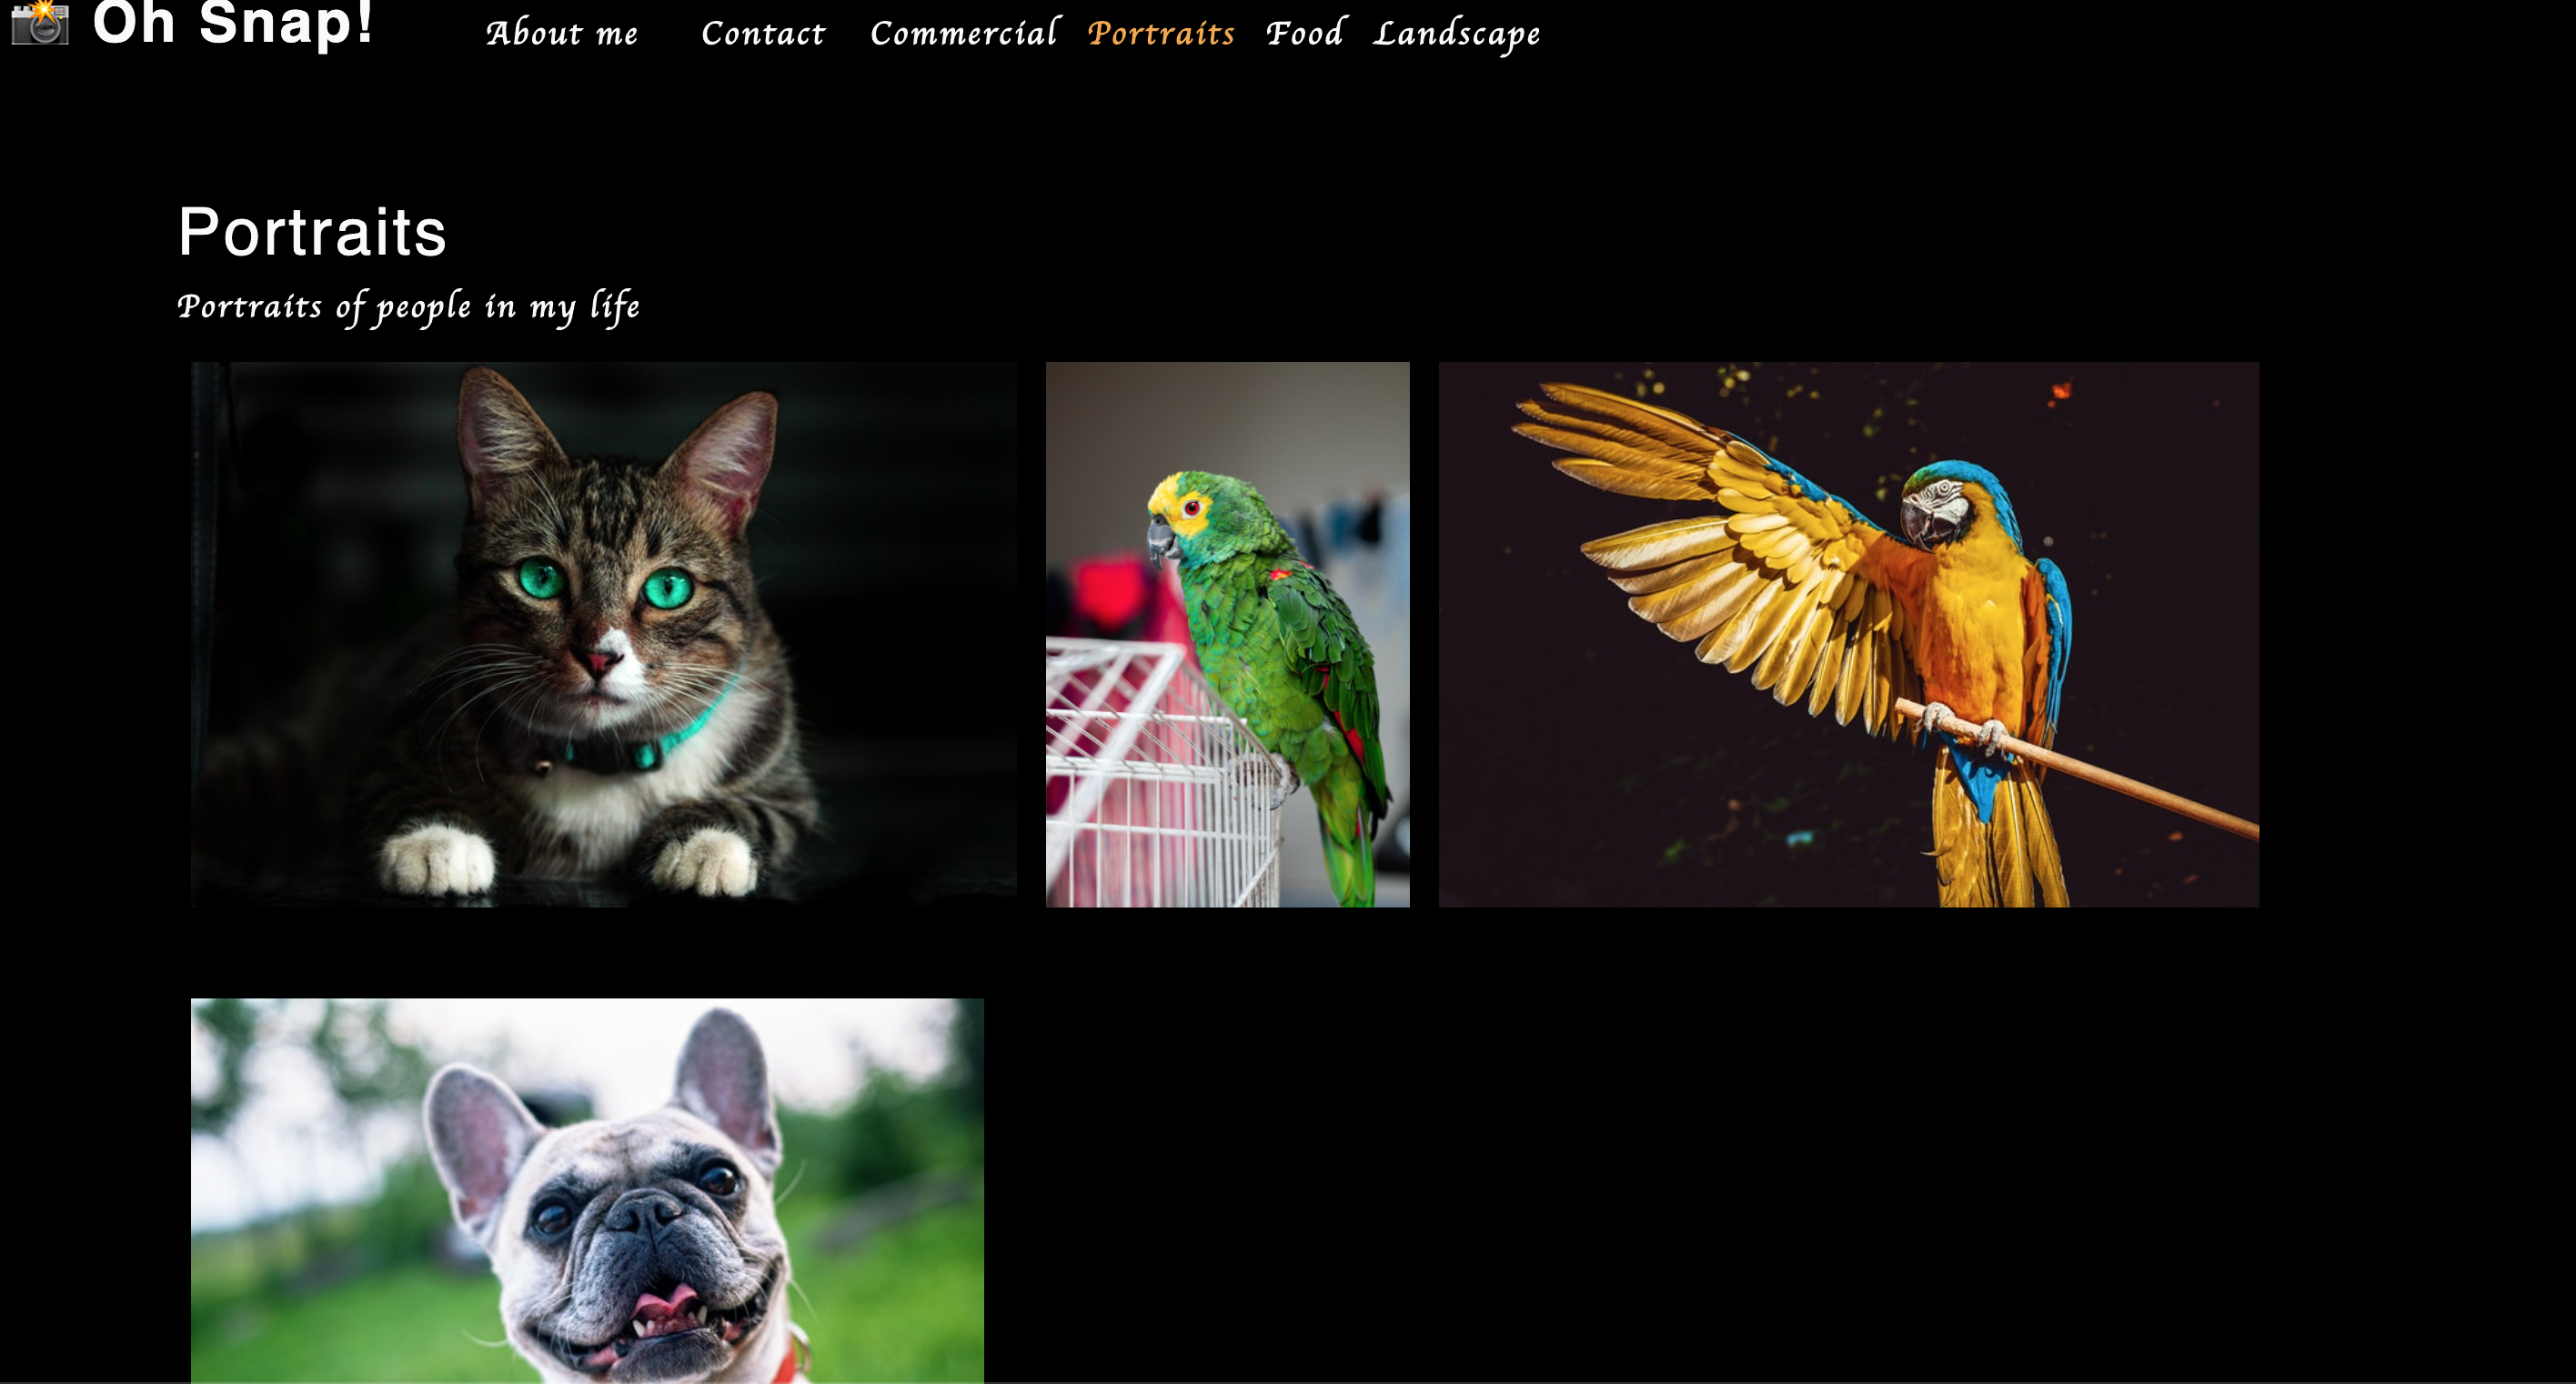 📸 Oh Snap!
About me Contact Commercial Portraits Food Landscape
Portraits
Portraits of people in my life